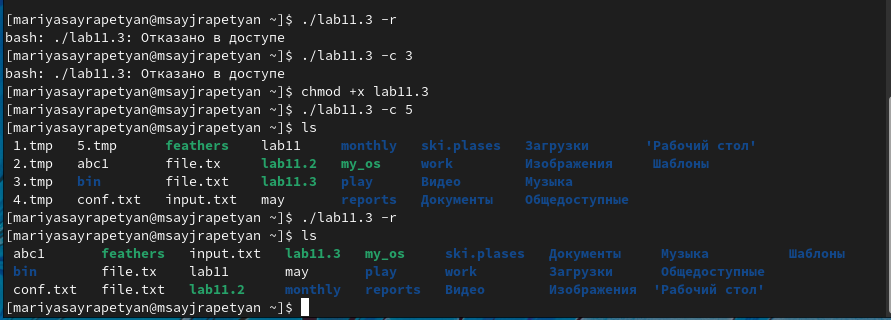 [mariyasayrapetyan@msayjrapetyan ~]$ ./lab11.3 -r
bash: ./lab11.3: Отказано в доступе
[mariyasayrapetyan@msayjrapetyan ~]$ ./lab11.3 -c 3
bash: ./lab11.3: Отказано в доступе
[mariyasayrapetyan@msayjrapetyan ~]$ chmod +x lab11.3
[mariyasayrapetyan@msayjrapetyan ~]$ ./lab11.3 -c 5
[mariyasayrapetyan@msayjrapetyan ~]$ ls
1.tmp 5.tmp feathers lab11 monthly ski.plases Загрузки 'Рабочий стол'
2.tmp abc1 file.tx lab11.2 my_os work Изображения Шаблоны
3.tmp bin file.txt lab11.3 play Видео Музыка
4.tmp conf.txt input.txt may reports Документы Общедоступные
[mariyasayrapetyan@msayjrapetyan ~]$ ./lab11.3 -r
[mariyasayrapetyan@msayjrapetyan ~]$ ls
abc1 feathers input.txt lab11.3 my_os ski.plases Документы Музыка Шаблоны
bin file.tx lab11 may play work Загрузки Общедоступные
conf.txt file.txt lab11.2 monthly reports Видео Изображения 'Рабочий стол'
[mariyasayrapetyan@msayjrapetyan ~]$